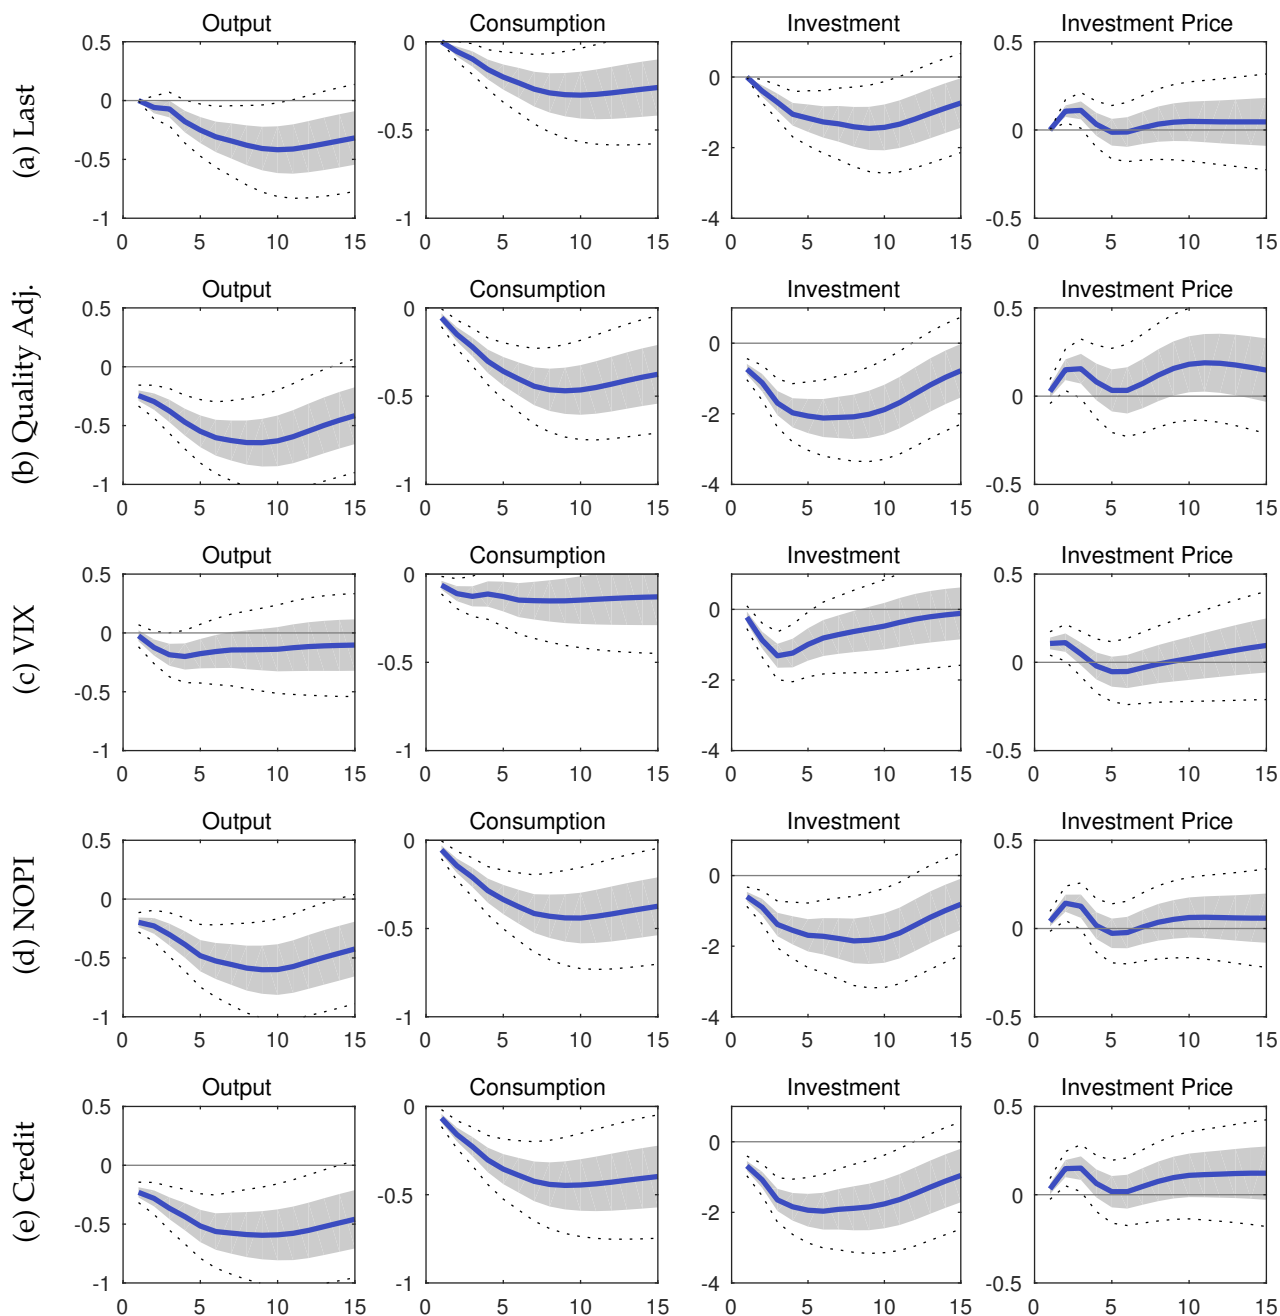 Output Consumption Investment Investment Price
(a) Last
0.5 0 -0.5 -1
0 -0.5 -1
0 -2 -4
0.5 0 -0.5
0 5 10 15 0 5 10 15 0 5 10 15 0 5 10 15
Output Consumption Investment Investment Price
(b) Quality Adj.
0.5 0 -0.5 -1
0 -0.5 -1
0 -2 -4
0.5 0 -0.5
0 5 10 15 0 5 10 15 0 5 10 15 0 5 10 15
Output Consumption Investment Investment Price
(c) VIX
0.5 0 -0.5 -1
0 -0.5 -1
0 -2 -4
0.5 0 -0.5
0 5 10 15 0 5 10 15 0 5 10 15 0 5 10 15
Output Consumption Investment Investment Price
(d) NOPI
0.5 0 -0.5 -1
0 -0.5 -1
0 -2 -4
0.5 0 -0.5
0 5 10 15 0 5 10 15 0 5 10 15 0 5 10 15
Output Consumption Investment Investment Price
(e) Credit
0.5 0 -0.5 -1
0 -0.5 -1
0 -2 -4
0.5 0 -0.5
0 5 10 15 0 5 10 15 0 5 10 15 0 5 10 15